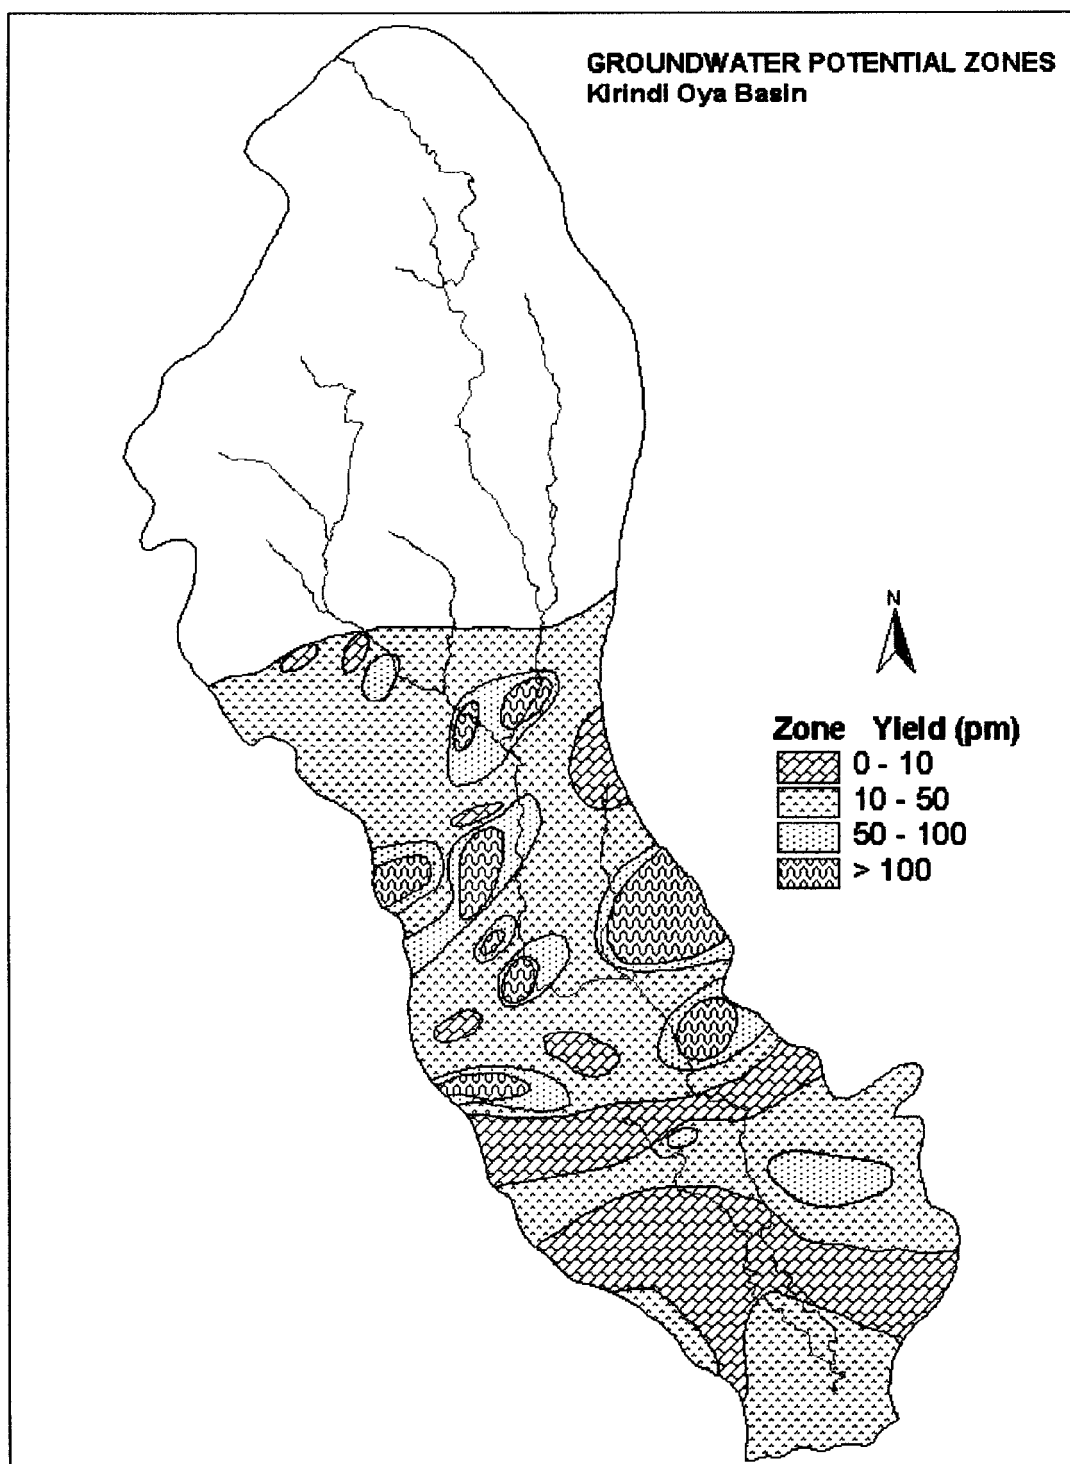 GROUNDWATER POTENTIAL ZONES
Kirindi Oya Basin
N
Zone Yield (pm)
0 - 10
10 - 50
50 - 100
> 100